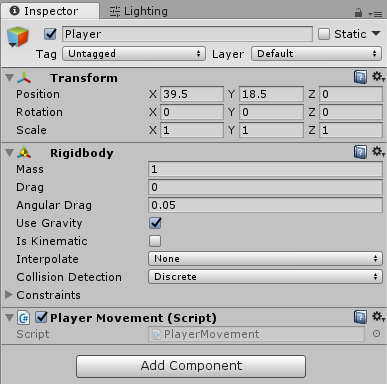 Inspector Lighting
Player Static
Tag Untagged Layer Default
Transform
Position X 39.5 Y 18.5 Z 0
Rotation X 0 Y 0 Z 0
Scale X 1 Y 1 Z 1
Rigidbody
Mass 1
Drag 0
Angular Drag 0.05
Use Gravity
Is Kinematic
Interpolate None
Collision Detection Discrete
Constraints
Player Movement (Script)
Script PlayerMovement
Add Component